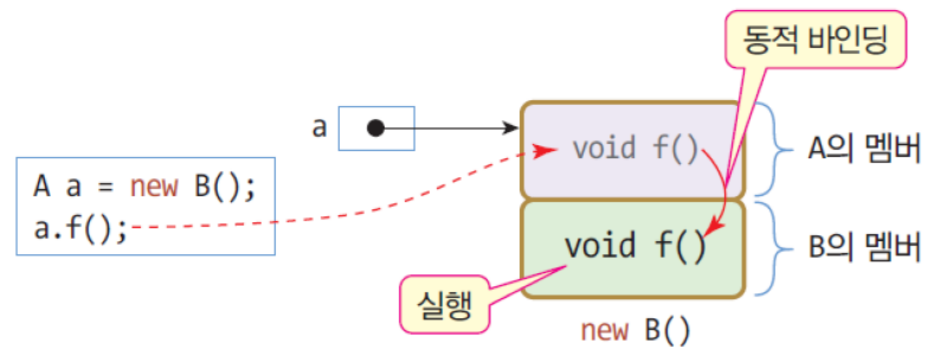 동적 바인딩
a
void f()
A의 멤버
A a = new B();
a.f();
void f()
B의 멤버
실행
new B()